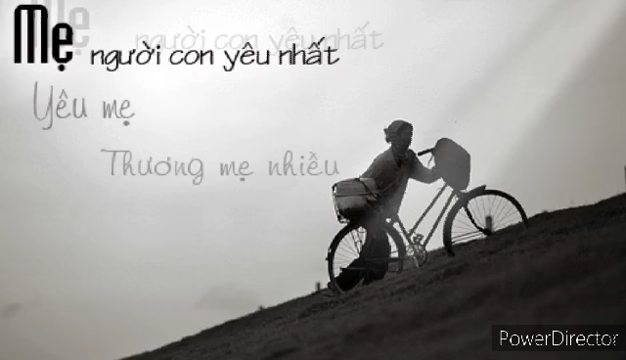 Mẹ người con yêu nhất
Yêu mẹ
Thương mẹ nhiều
PowerDirector